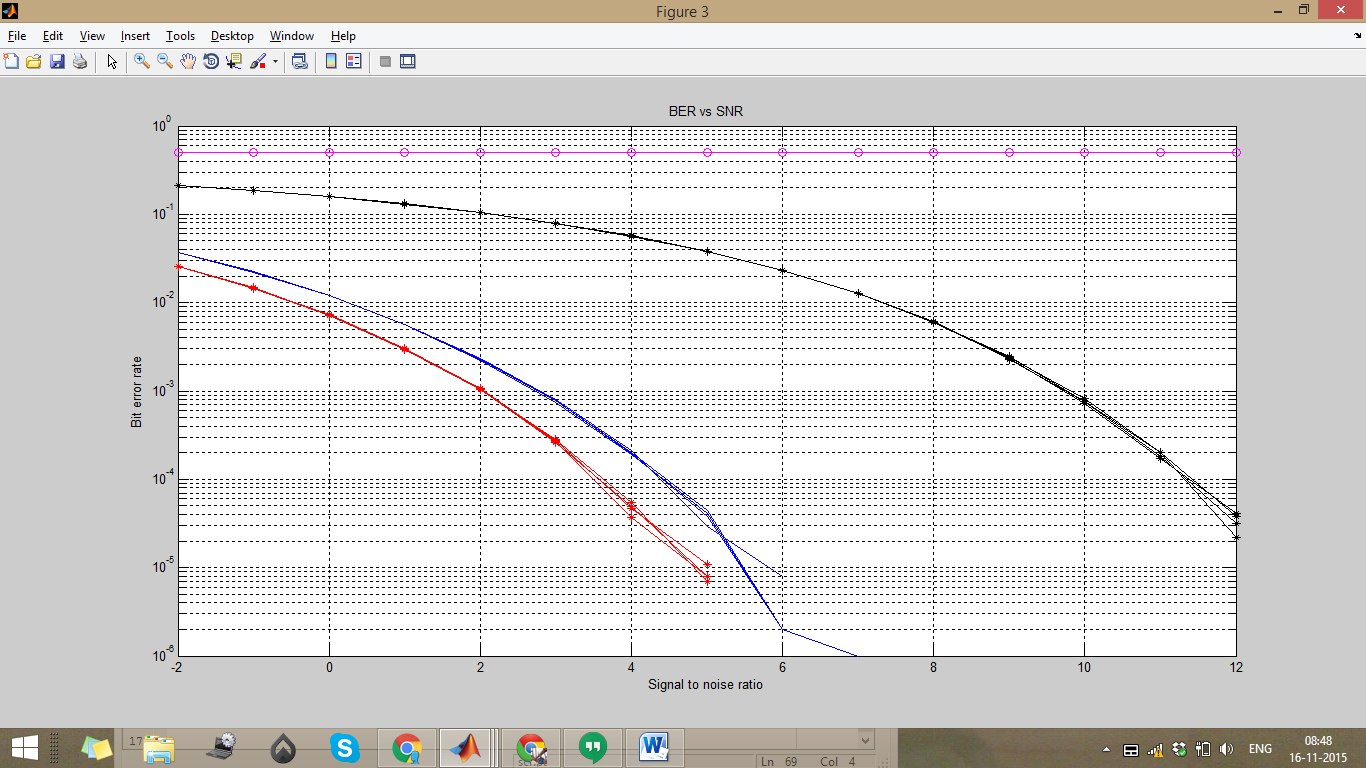 Figure 3
File Edit View Insert Tools Desktop Window Help
BER vs SNR
10^0
10^-1
10^-2
10^-3
10^-4
10^-5
10^-6
Bit error rate
-2 0 2 4 6 8 10 12
Signal to noise ratio
17
script
Ln 69 Col 4
ENG
08:48
16-11-2015